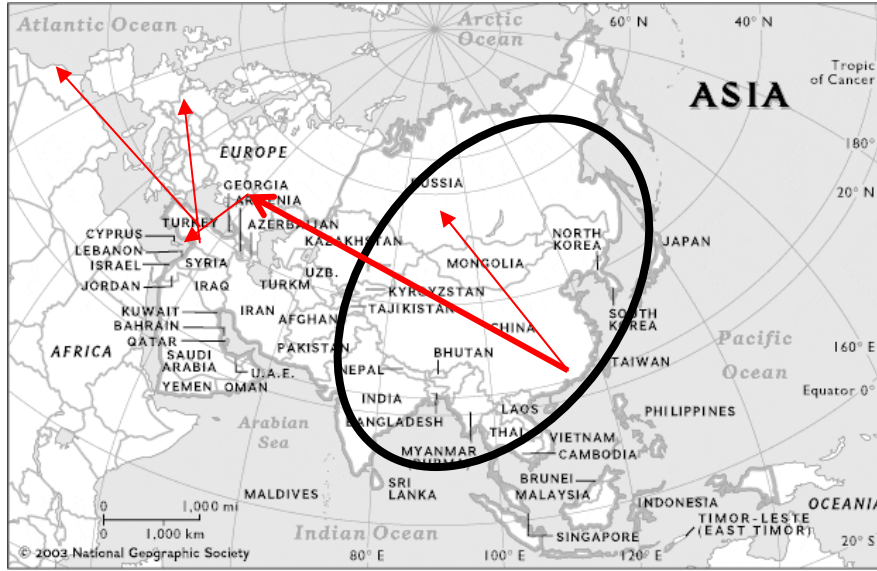 Atlantic Ocean
Arctic
Ocean
60° N
40° N
Tropic
of Cancer
ASIA
180°
20° N
EUROPE
RUSSIA
GEORGIA
ARMENIA
TURKEY
AZERBAIJAN
CYPRUS
LEBANON
ISRAEL
JORDAN
SYRIA
IRAQ
KAZAKHSTAN
UZB.
TURKM.
NORTH
KOREA
JAPAN
MONGOLIA
KYRGYZSTAN
TAJIKISTAN
KUWAIT
BAHRAIN
QATAR
IRAN
AFGHAN.
CHINA
SOUTH
KOREA
Pacific
Ocean
160° E
AFRICA
SAUDI
ARABIA
PAKISTAN
BHUTAN
TAIWAN
YEMEN
OMAN
U.A.E.
NEPAL
Equator 0°
INDIA
LAOS
PHILIPPINES
Arabian
Sea
BANGLADESH
THAI.
VIETNAM
CAMBODIA
MYANMAR
BURMA
SRI
LANKA
BRUNEI
MALAYSIA
MALDIVES
INDONESIA
OCEANIA
0
1,000 mi
0
1,000 km
Indian Ocean
TIMOR-LESTE
(EAST TIMOR)
SINGAPORE
20° S
© 2003 National Geographic Society
80° E
100° E
120° E